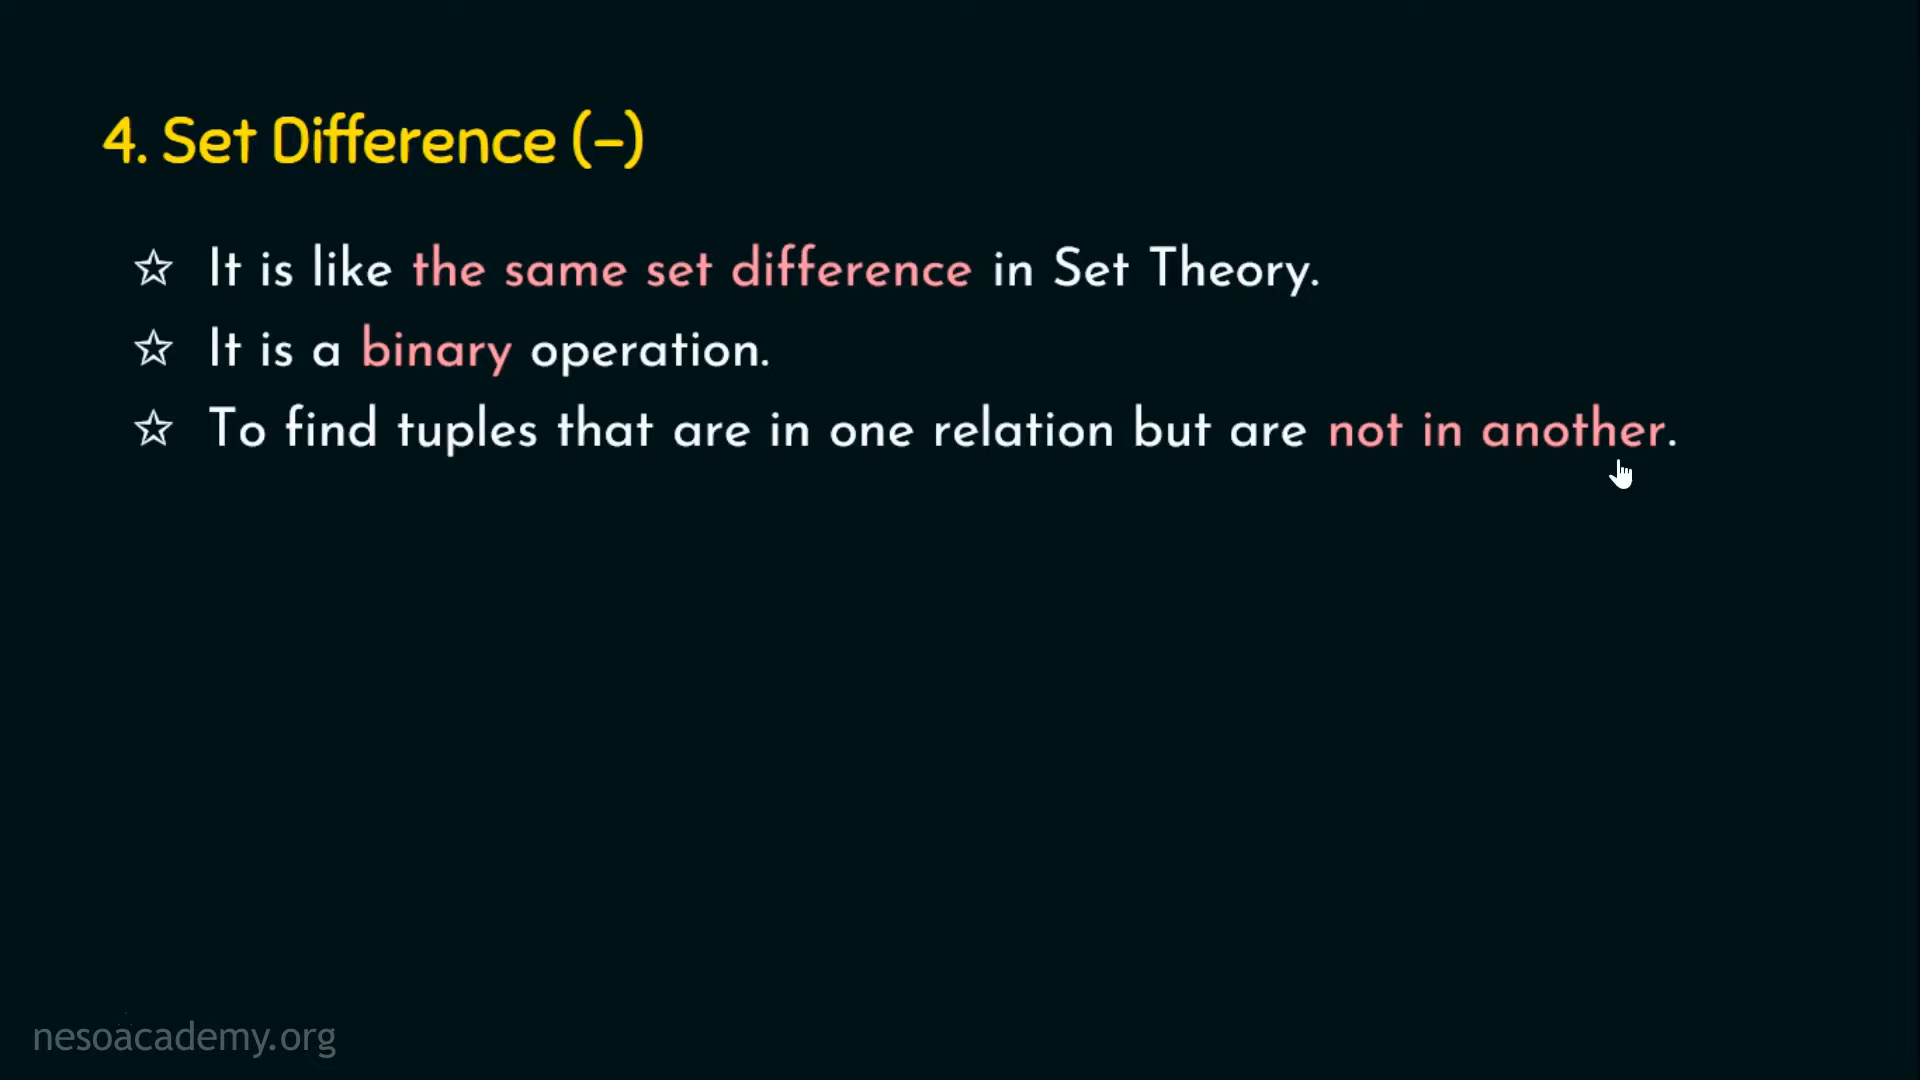 4. Set Difference (-)
☆ It is like the same set difference in Set Theory.
☆ It is a binary operation.
☆ To find tuples that are in one relation but are not in another.
nesoacademy.org